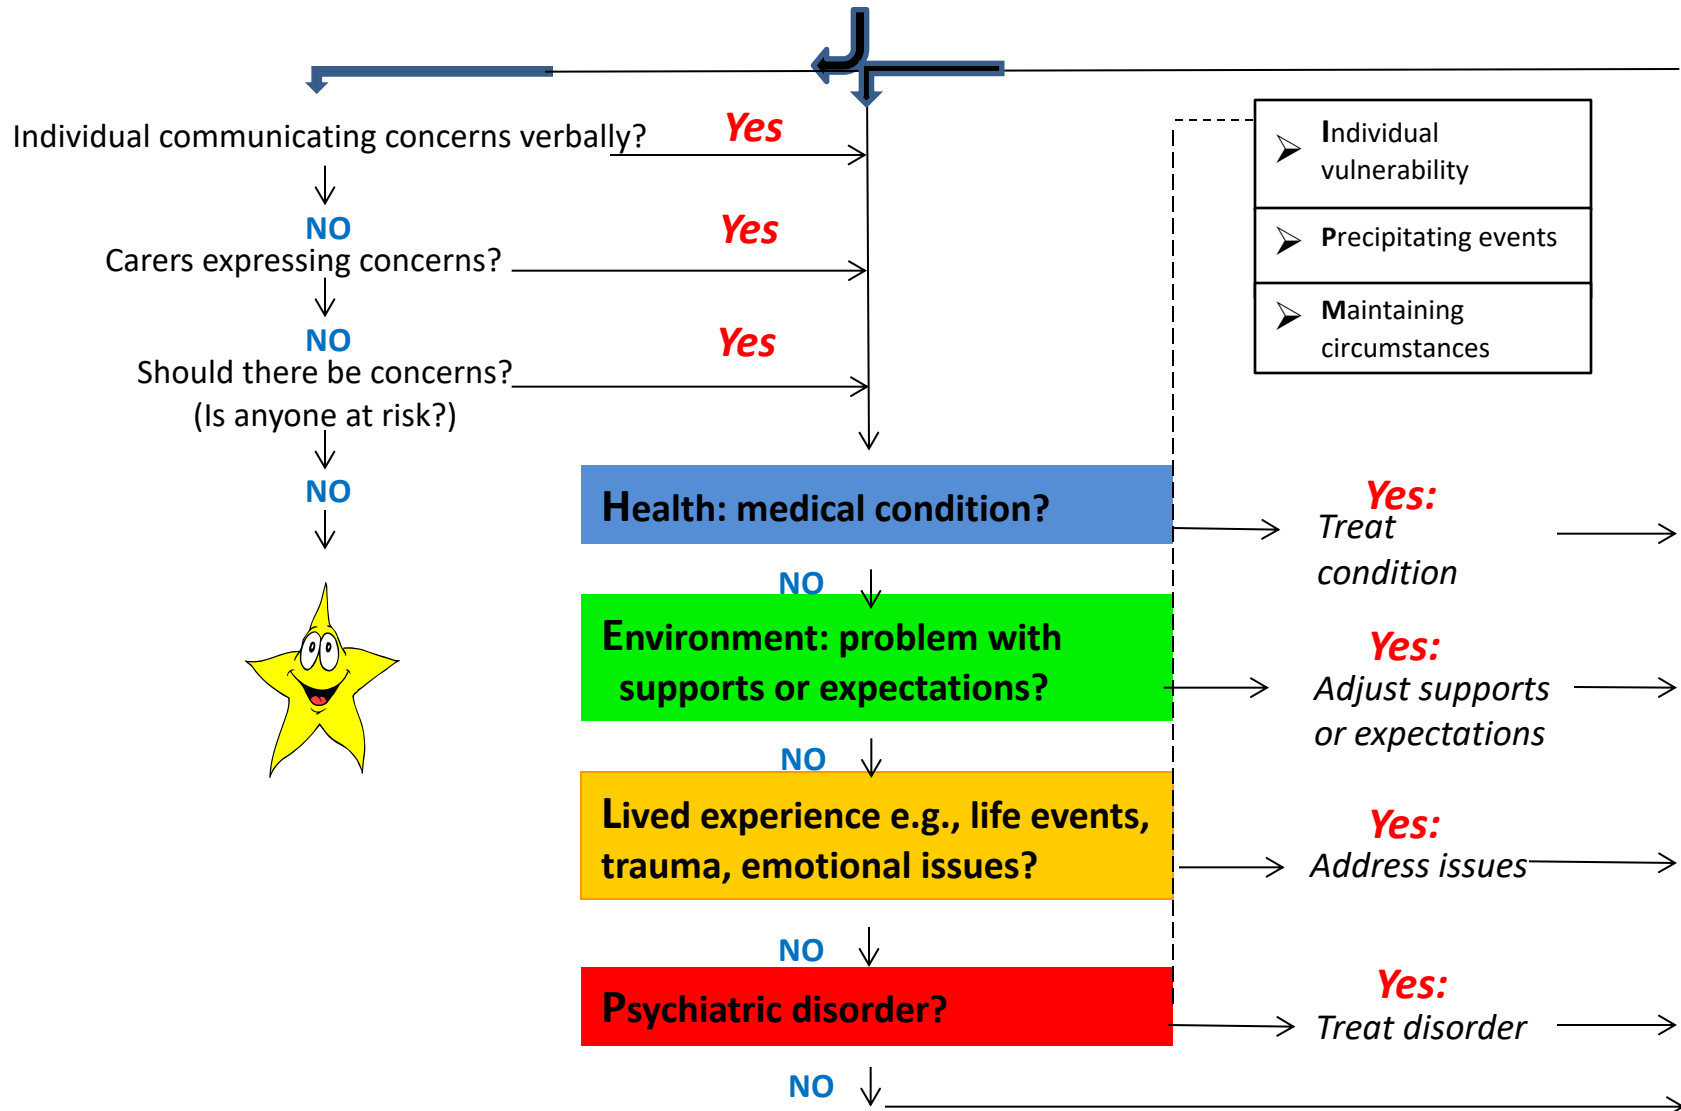 Individual communicating concerns verbally?
Yes
NO
Carers expressing concerns?
Yes
NO
Should there be concerns?
(Is anyone at risk?)
Yes
NO
➢ Individual
vulnerability
➢ Precipitating events
➢ Maintaining
circumstances
Health: medical condition?
Yes:
Treat
condition
NO
Environment: problem with
supports or expectations?
Yes:
Adjust supports
or expectations
NO
Lived experience e.g., life events,
trauma, emotional issues?
Yes:
Address issues
NO
Psychiatric disorder?
Yes:
Treat disorder
NO